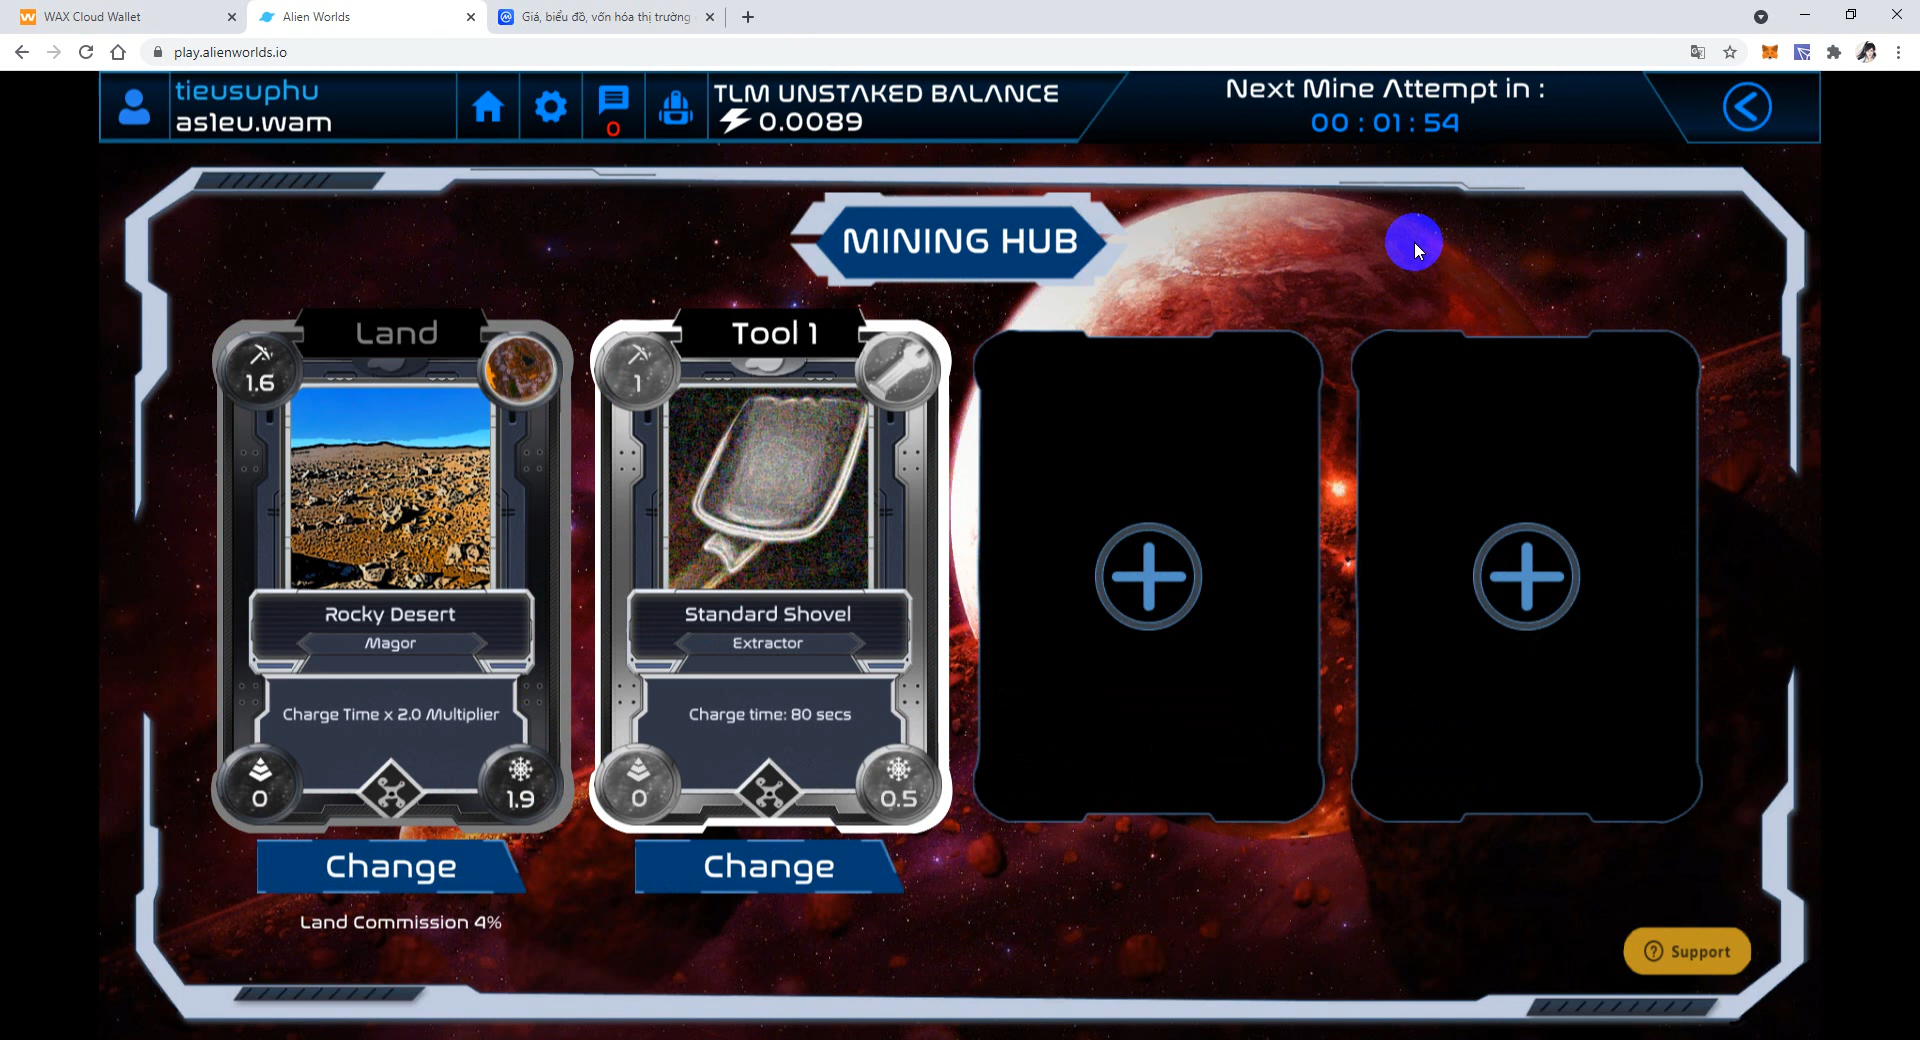 WAX Cloud Wallet
Alien Worlds
Giá, biểu đồ, vốn hóa thị trường
play.alienworlds.io
tieusuphu
as1eu.wam
0
TLM UNSTAKED BALANCE
0.0089
Next Mine Attempt in :
00 : 01 : 54
MINING HUB
Land
1.6
Rocky Desert
Magor
Charge Time x 2.0 Multiplier
0
1.9
Change
Land Commission 4%
Tool 1
1
Standard Shovel
Extractor
Charge time: 80 secs
0
0.5
Change
Support